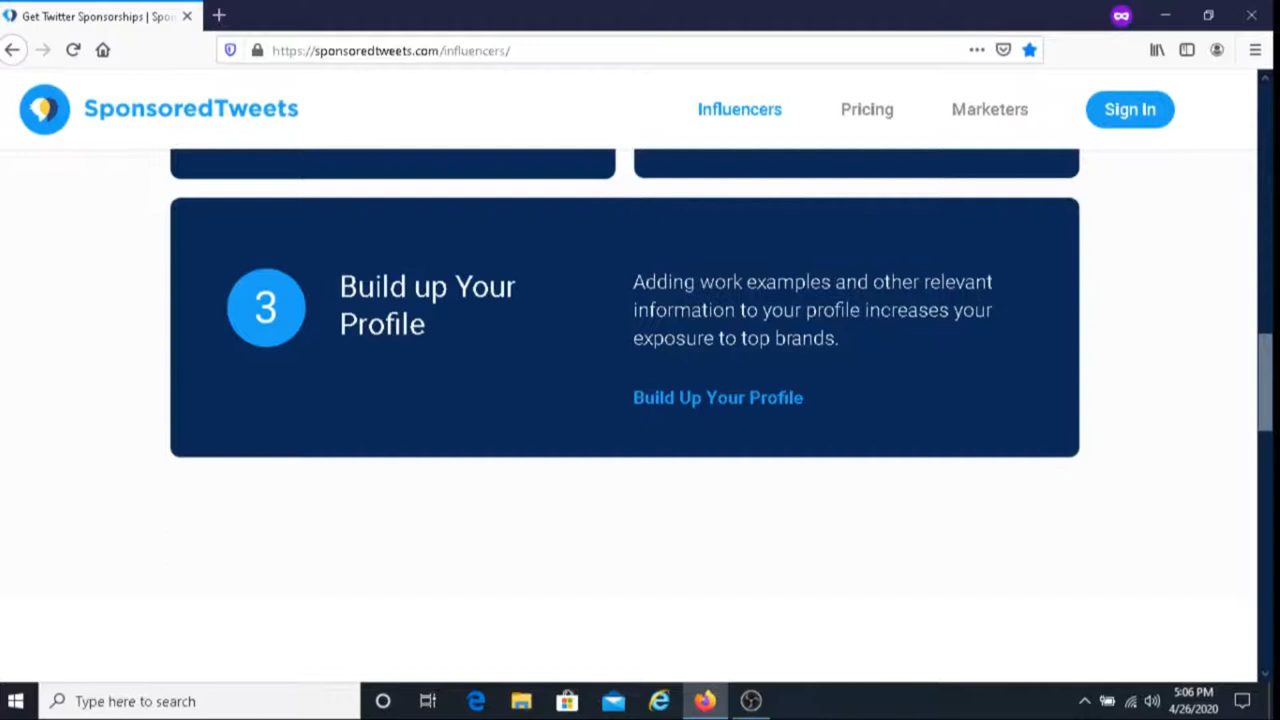 Get Twitter Sponsorships | Spon
https://sponsoredtweets.com/influencers/
SponsoredTweets
Influencers
Pricing
Marketers
Sign In
3
Build up Your
Profile
Adding work examples and other relevant
information to your profile increases your
exposure to top brands.
Build Up Your Profile
Type here to search
5:06 PM
4/26/2020